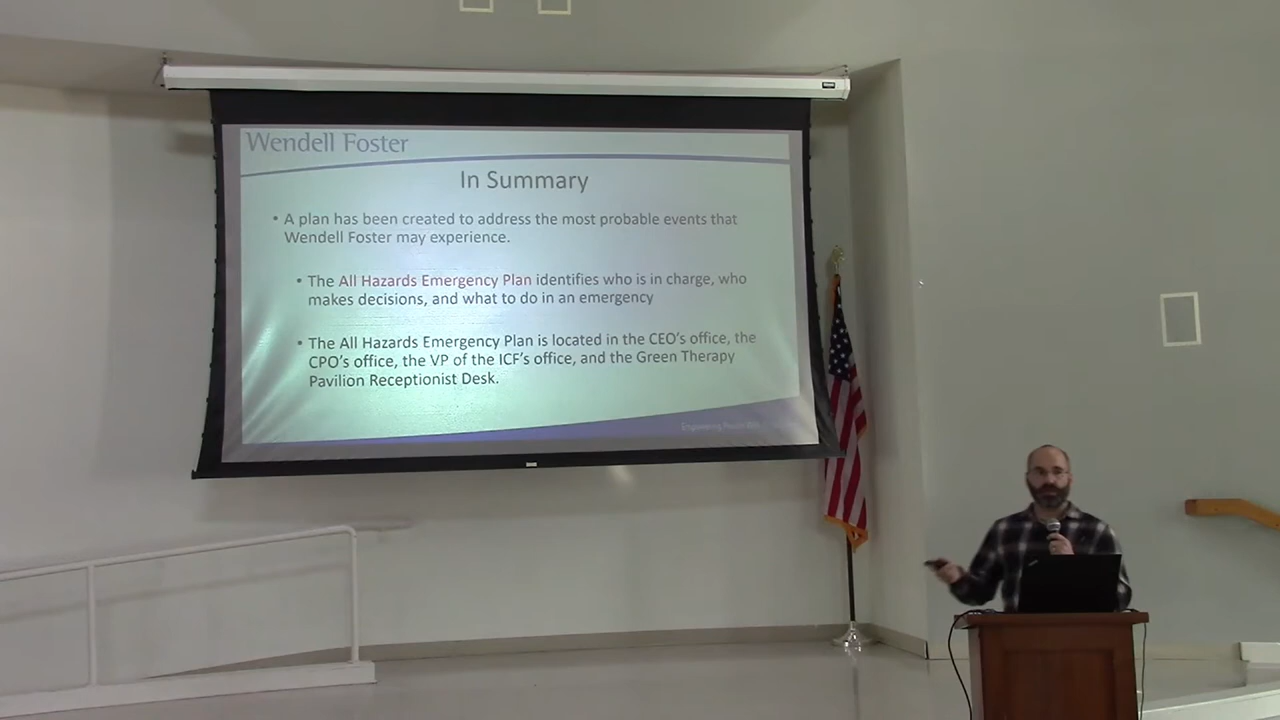 Wendell Foster
In Summary
• A plan has been created to address the most probable events that
Wendell Foster may experience.
• The All Hazards Emergency Plan identifies who is in charge, who
makes decisions, and what to do in an emergency
• The All Hazards Emergency Plan is located in the CEO's office, the
CPO's office, the VP of the ICF's office, and the Green Therapy
Pavilion Receptionist Desk.